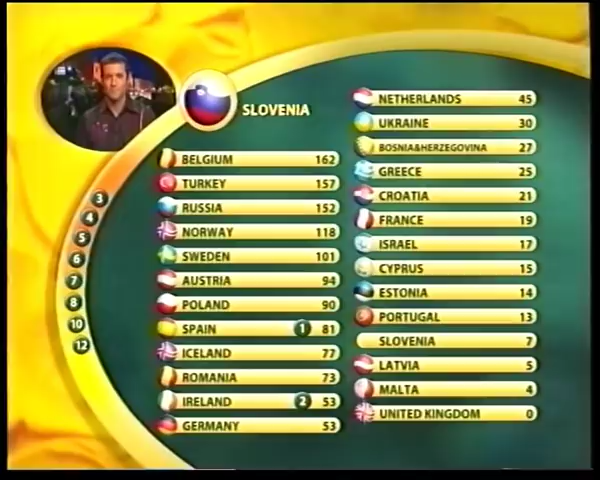 SLOVENIA
3
4
5
6
7
8
10
12
BELGIUM 162
TURKEY 157
RUSSIA 152
NORWAY 118
SWEDEN 101
AUSTRIA 94
POLAND 90
SPAIN 1 81
ICELAND 77
ROMANIA 73
IRELAND 2 53
GERMANY 53
NETHERLANDS 45
UKRAINE 30
BOSNIA&HERZEGOVINA 27
GREECE 25
CROATIA 21
FRANCE 19
ISRAEL 17
CYPRUS 15
ESTONIA 14
PORTUGAL 13
SLOVENIA 7
LATVIA 5
MALTA 4
UNITED KINGDOM 0